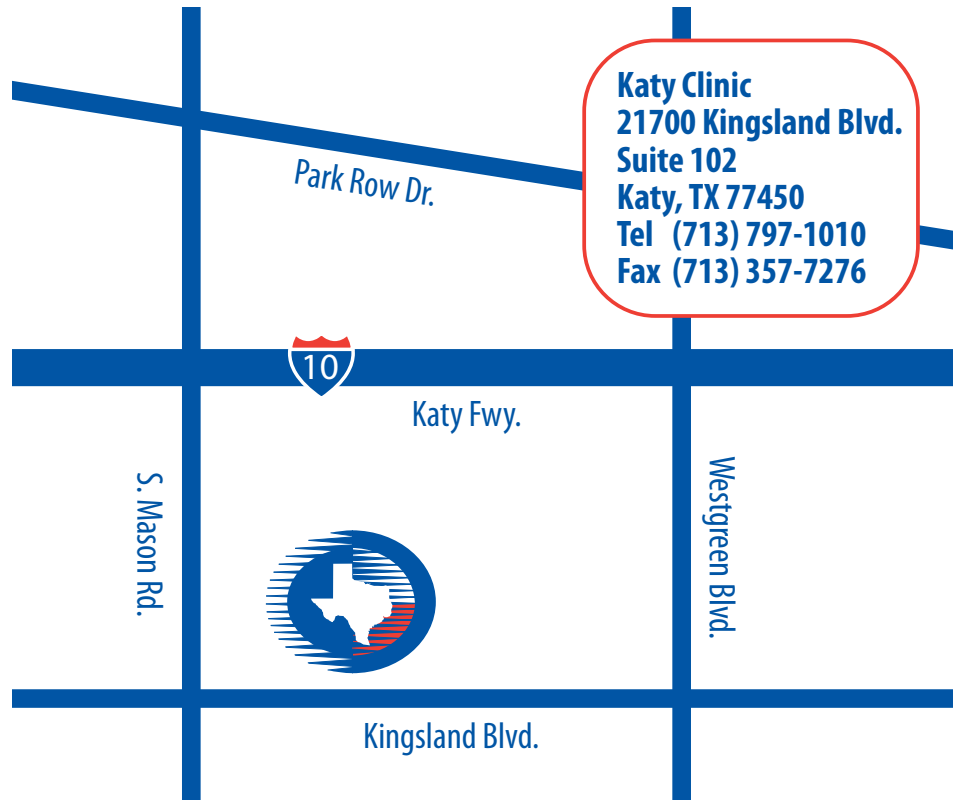 Katy Clinic
21700 Kingsland Blvd.
Suite 102
Katy, TX 77450
Tel (713) 797-1010
Fax (713) 357-7276
Park Row Dr.
10
Katy Fwy.
S. Mason Rd.
Westgreen Blvd.
Kingsland Blvd.